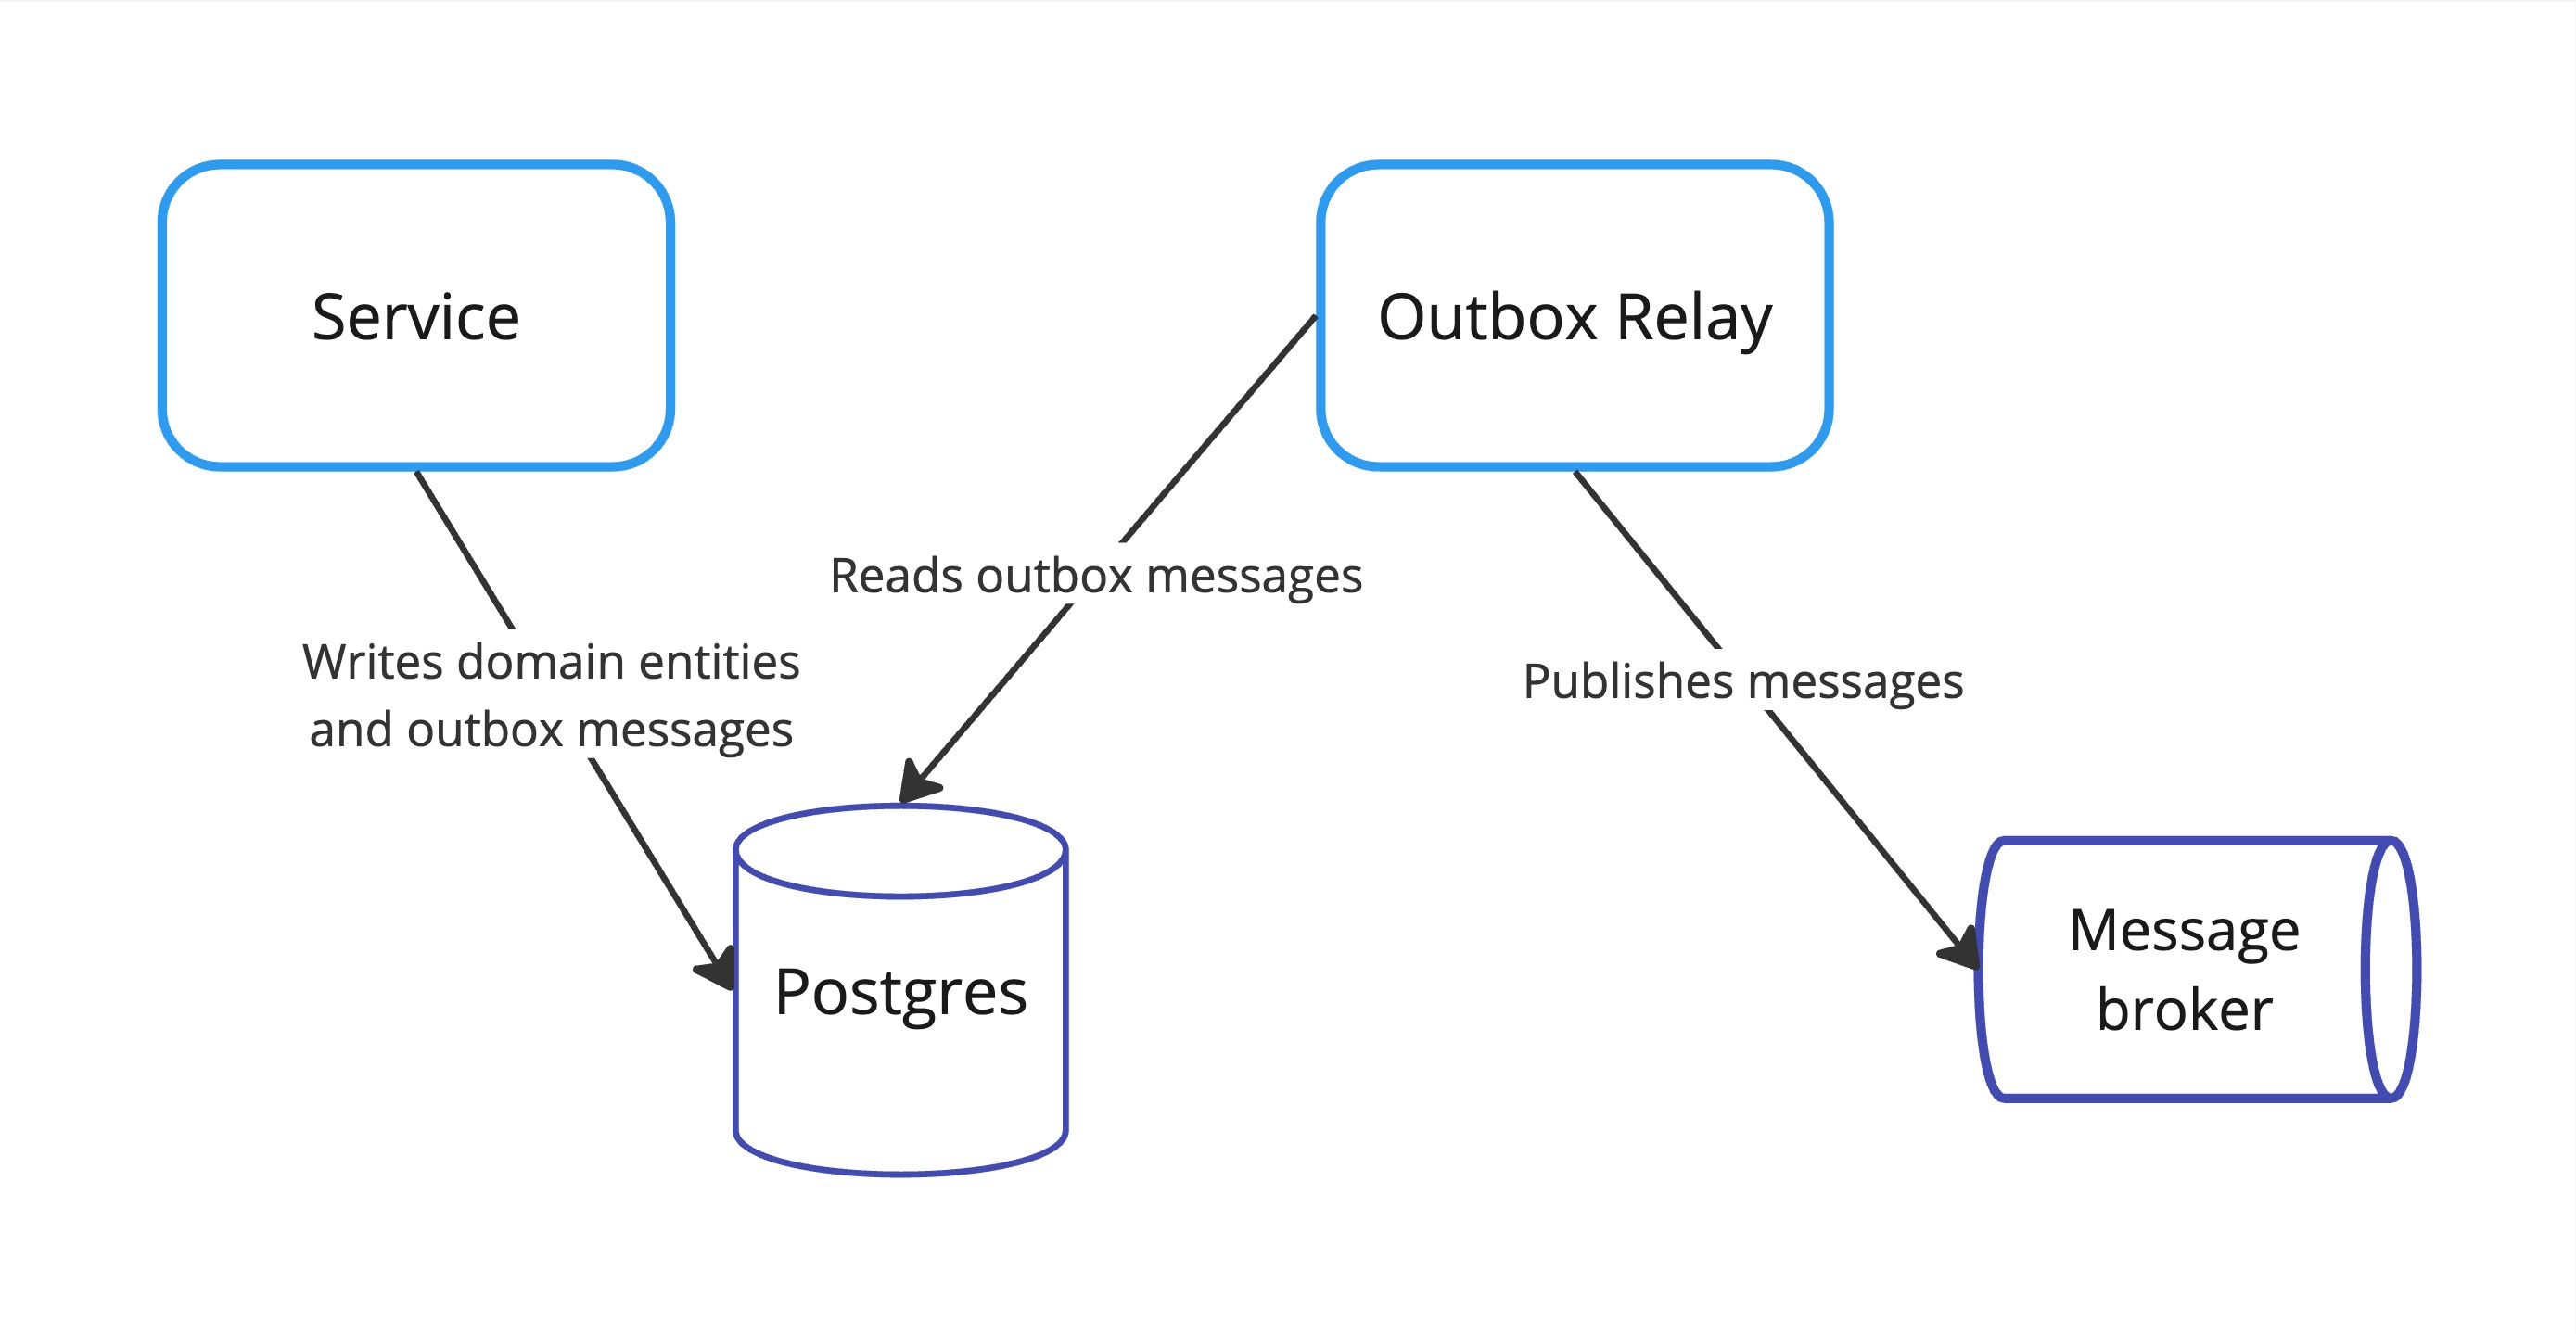 Service
Outbox Relay
Reads outbox messages
Writes domain entities
and outbox messages
Publishes messages
Postgres
Message
broker